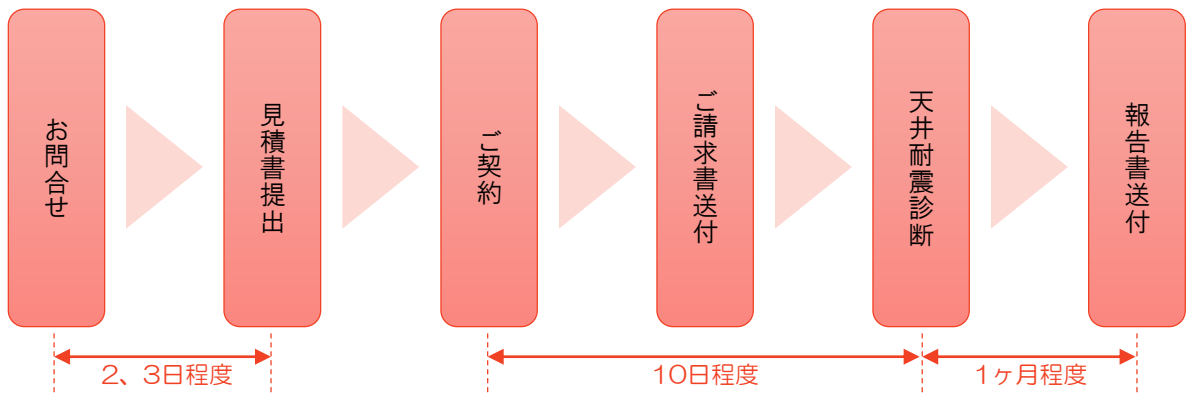 お問合せ
見積書提出
ご契約
ご請求書送付
天井耐震診断
報告書送付
2、3日程度
10日程度
1ヶ月程度